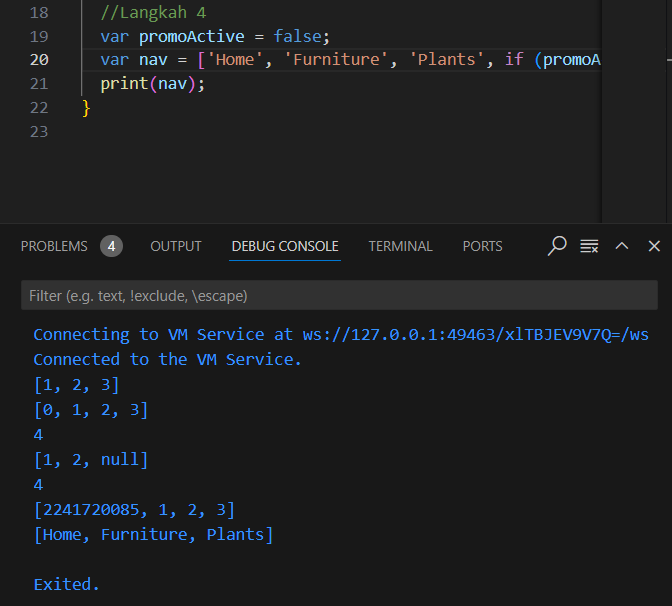 18 //Langkah 4
19 var promoActive = false;
20 var nav = ['Home', 'Furniture', 'Plants', if (promoA
21 print(nav);
22 }
23
PROBLEMS 4 OUTPUT DEBUG CONSOLE TERMINAL PORTS
Filter (e.g. text, !exclude, \escape)
Connecting to VM Service at ws://127.0.0.1:49463/xlTBJEV9V7Q=/ws
Connected to the VM Service.
[1, 2, 3]
[0, 1, 2, 3]
4
[1, 2, null]
4
[2241720085, 1, 2, 3]
[Home, Furniture, Plants]
Exited.